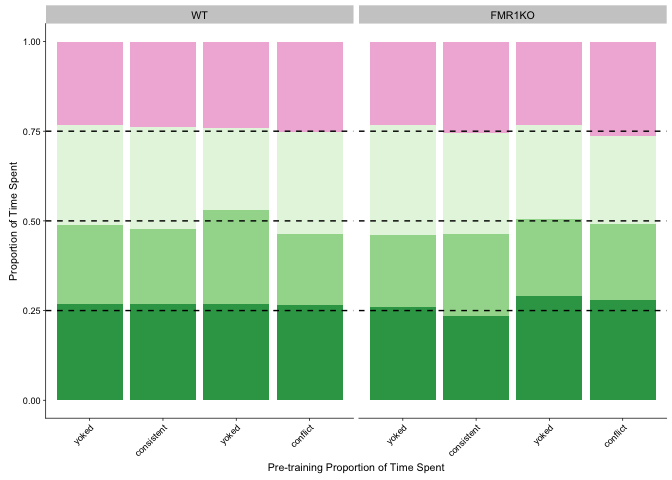 WT
FMR1KO
Proportion of Time Spent
1.00
0.75
0.50
0.25
0.00
yoked
consistent
yoked
conflict
yoked
consistent
yoked
conflict
Pre-training Proportion of Time Spent